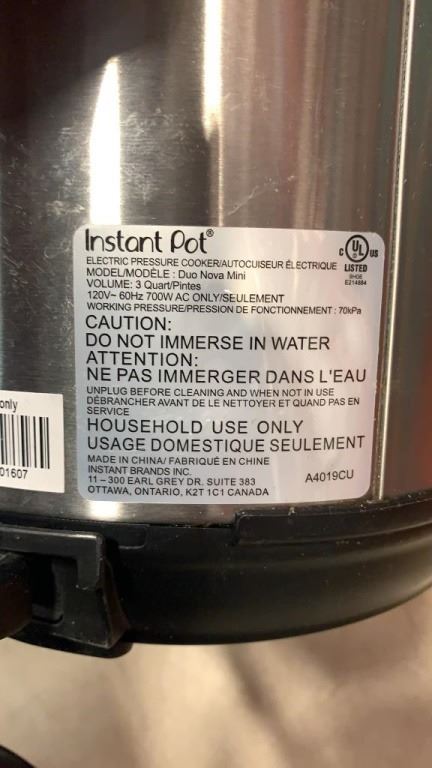 Instant Pot®
ELECTRIC PRESSURE COOKER/AUTOCUISEUR ÉLECTRIQUE
MODEL/MODÈLE : Duo Nova Mini
VOLUME: 3 Quart/Pintes
120V~ 60Hz 700W AC ONLY/SEULEMENT
WORKING PRESSURE/PRESSION DE FONCTIONNEMENT : 70kPa
C UL US
LISTED
E214884
CAUTION:
DO NOT IMMERSE IN WATER
ATTENTION:
NE PAS IMMERGER DANS L'EAU
UNPLUG BEFORE CLEANING AND WHEN NOT IN USE
DÉBRANCHER AVANT DE LE NETTOYER ET QUAND PAS EN
SERVICE
HOUSEHOLD USE ONLY
USAGE DOMESTIQUE SEULEMENT
MADE IN CHINA/ FABRIQUÉ EN CHINE
INSTANT BRANDS INC.
11 – 300 EARL GREY DR. SUITE 383
OTTAWA, ONTARIO, K2T 1C1 CANADA
A4019CU
only
01607